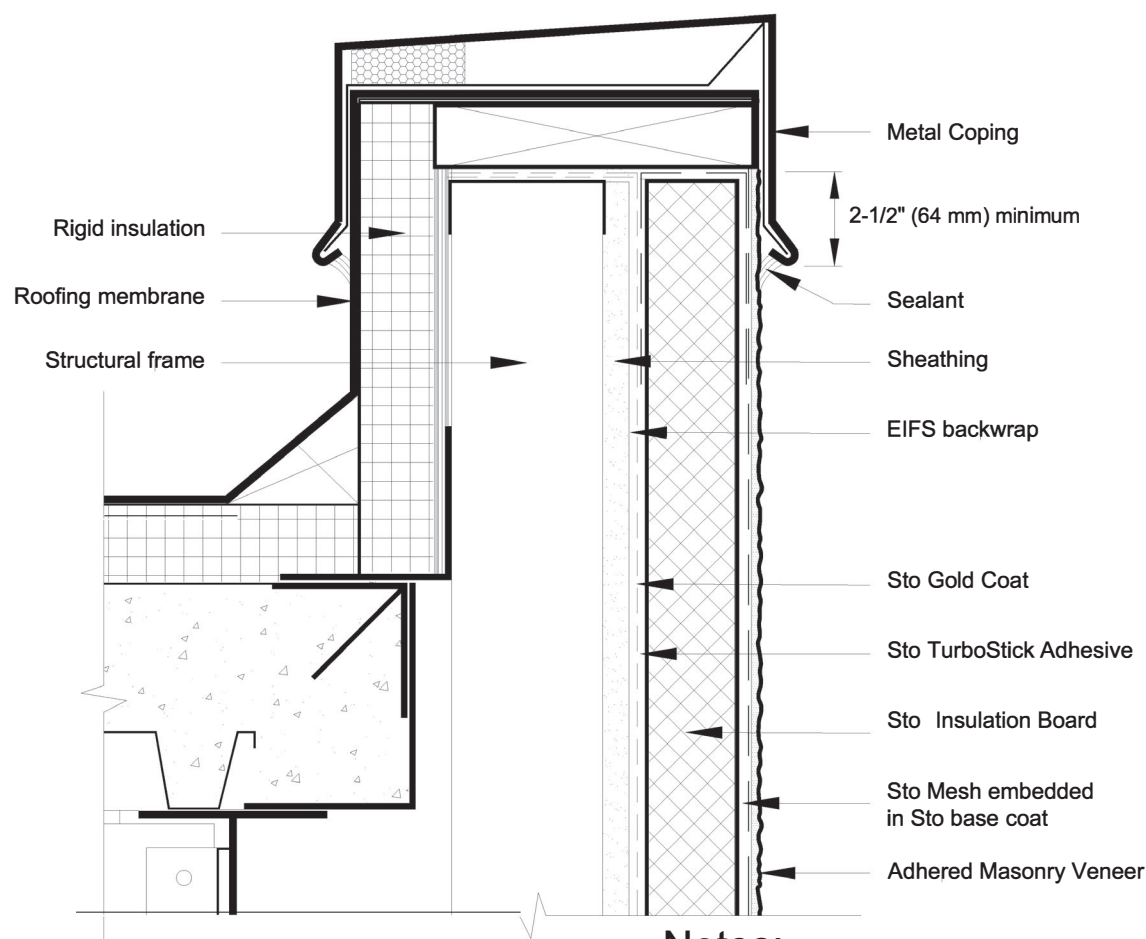 Metal Coping
2-1/2" (64 mm) minimum
Rigid insulation
Roofing membrane
Sealant
Structural frame
Sheathing
EIFS backwrap
Sto Gold Coat
Sto TurboStick Adhesive
Sto Insulation Board
Sto Mesh embedded
in Sto base coat
Adhered Masonry Veneer
Notes: